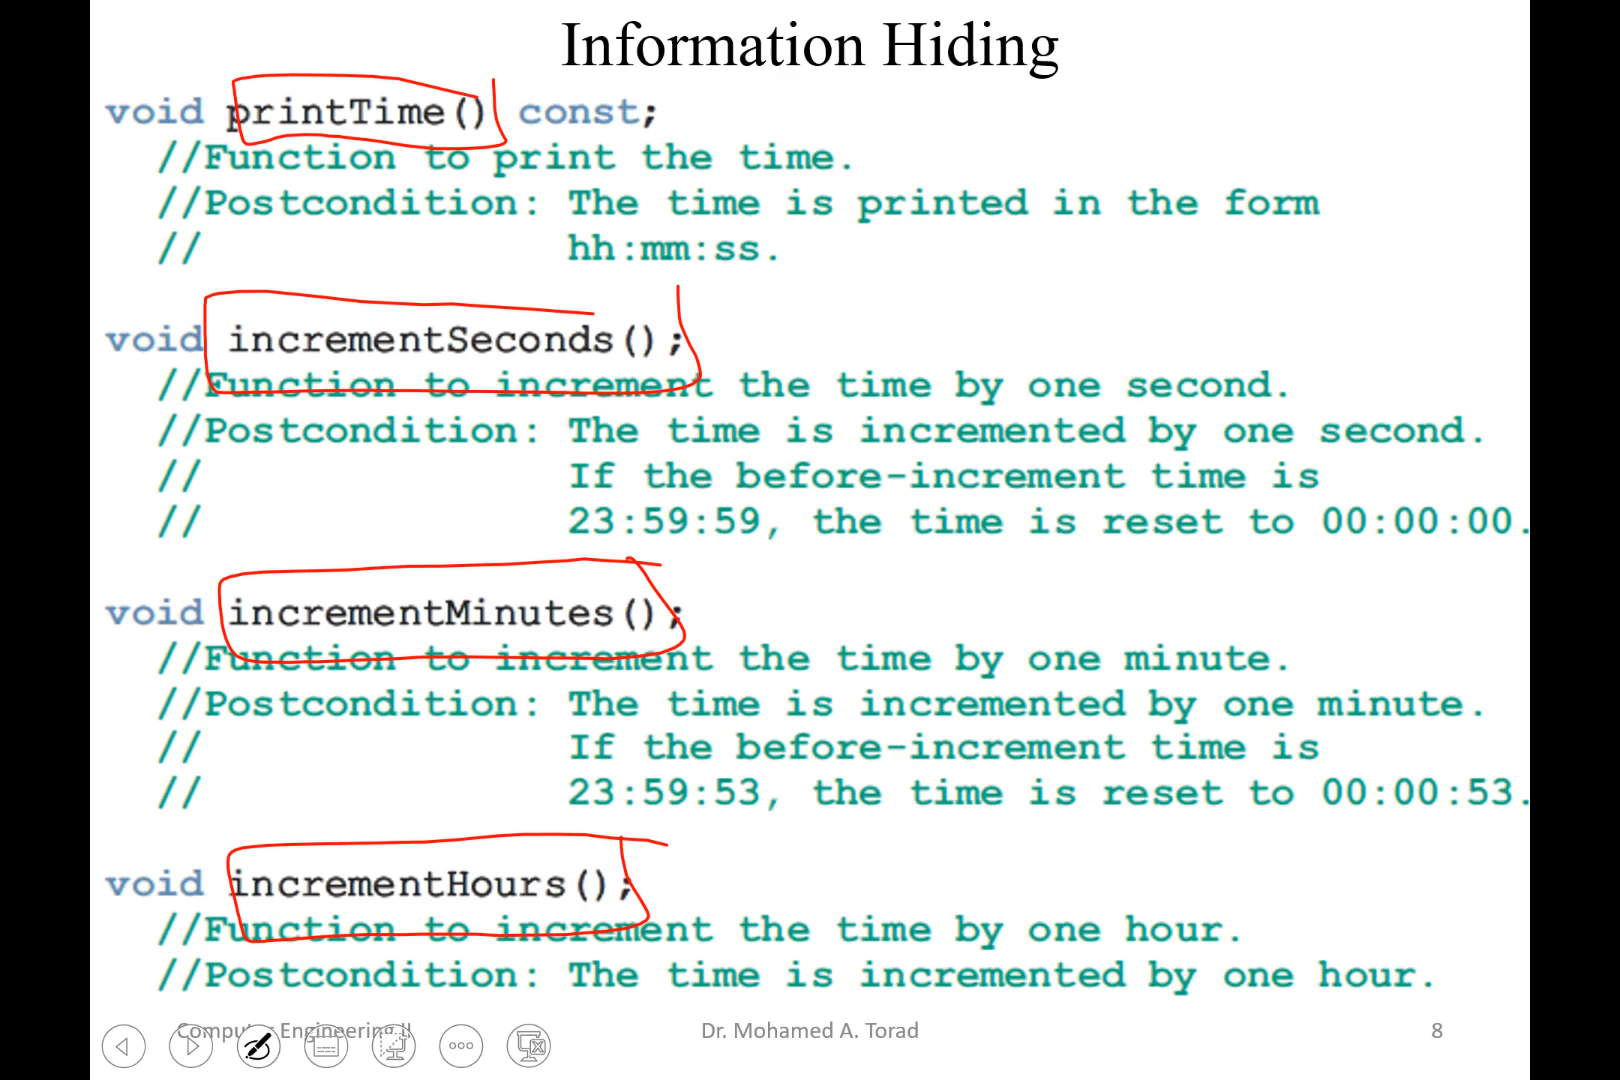 Information Hiding
void printTime() const;
//Function to print the time.
//Postcondition: The time is printed in the form
// hh:mm:ss.
void incrementSeconds();
//Function to increment the time by one second.
//Postcondition: The time is incremented by one second.
// If the before-increment time is
// 23:59:59, the time is reset to 00:00:00.
void incrementMinutes();
//Function to increment the time by one minute.
//Postcondition: The time is incremented by one minute.
// If the before-increment time is
// 23:59:53, the time is reset to 00:00:53.
void incrementHours();
//Function to increment the time by one hour.
//Postcondition: The time is incremented by one hour.
Computer Engineering II
Dr. Mohamed A. Torad
8